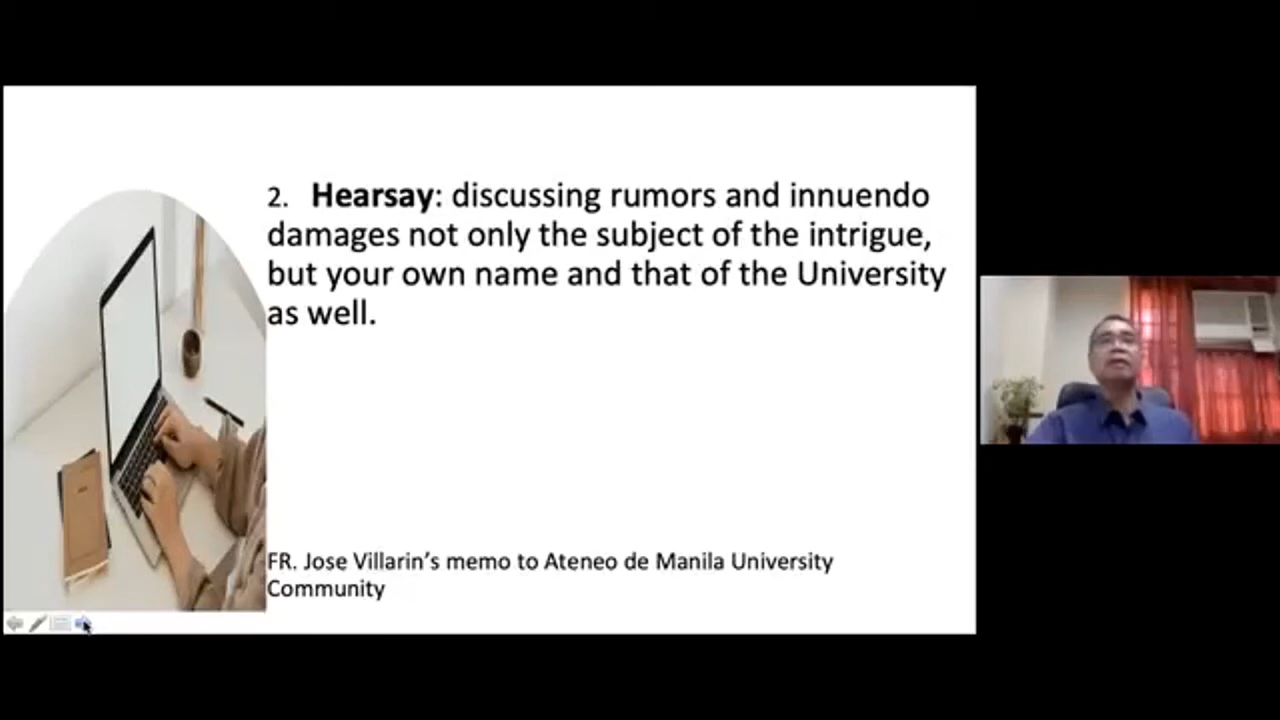 2. Hearsay: discussing rumors and innuendo
damages not only the subject of the intrigue,
but your own name and that of the University
as well.
FR. Jose Villarin’s memo to Ateneo de Manila University
Community